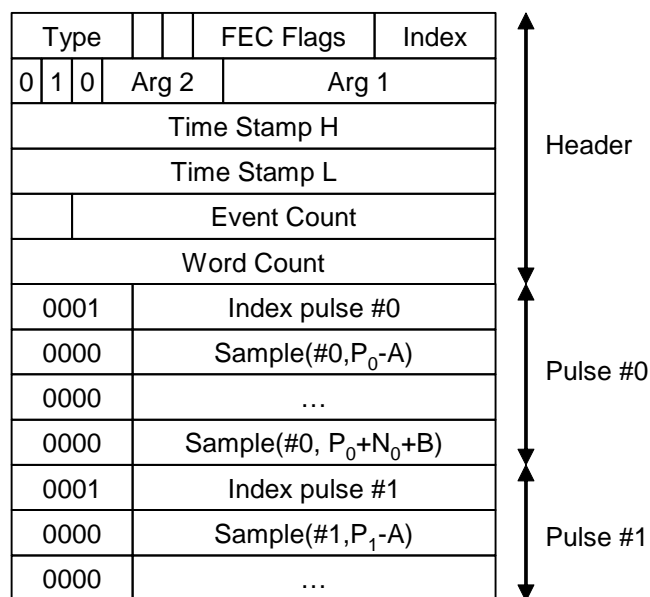 Type FEC Flags Index
0 1 0 Arg 2 Arg 1
Time Stamp H
Header
Time Stamp L
Event Count
Word Count
0001 Index pulse #0
0000 Sample(#0,P₀-A)
Pulse #0
0000 …
0000 Sample(#0, P₀+N₀+B)
0001 Index pulse #1
0000 Sample(#1,P₁-A)
Pulse #1
0000 …